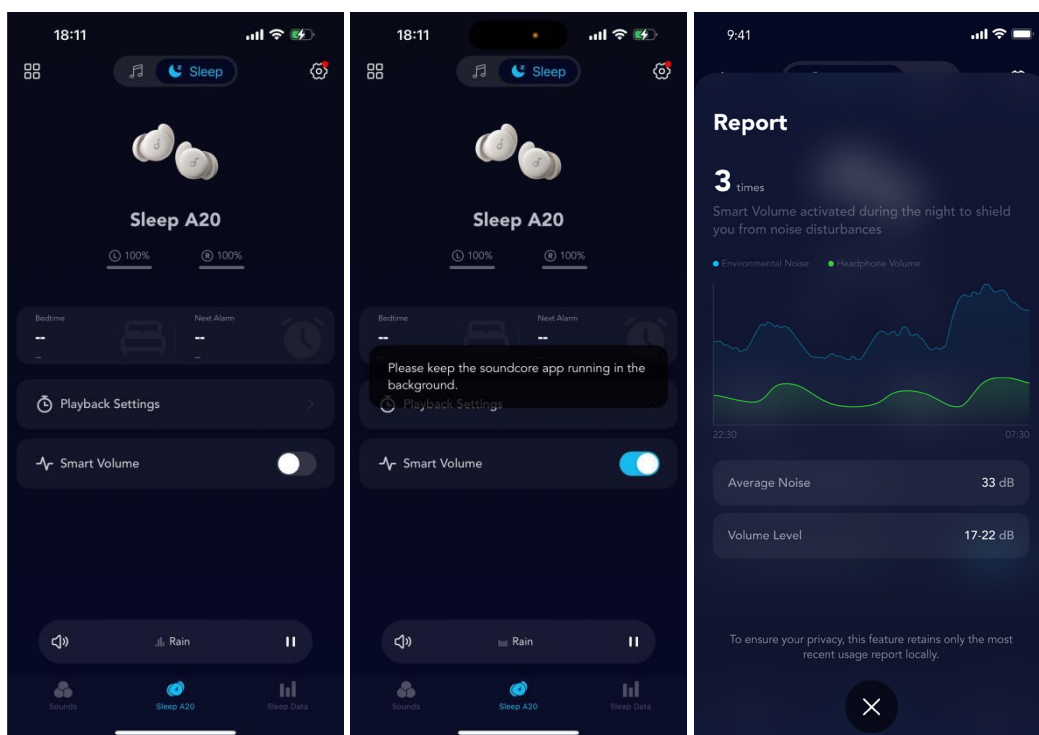 18:11
Sleep
Sleep A20
L 100%
R 100%
Bedtime
--
--
Next Alarm
--
--
Playback Settings
Smart Volume
Rain
Sounds
Sleep A20
Sleep Data
18:11
Sleep
Sleep A20
L 100%
R 100%
Bedtime
--
Next Alarm
--
Please keep the soundcore app running in the
background.
Playback Settings
Smart Volume
Rain
Sounds
Sleep A20
Sleep Data
9:41
Report
3 times
Smart Volume activated during the night to shield
you from noise disturbances
Environmental Noise
Headphone Volume
22:30
07:30
Average Noise
33 dB
Volume Level
17-22 dB
To ensure your privacy, this feature retains only the most
recent usage report locally.